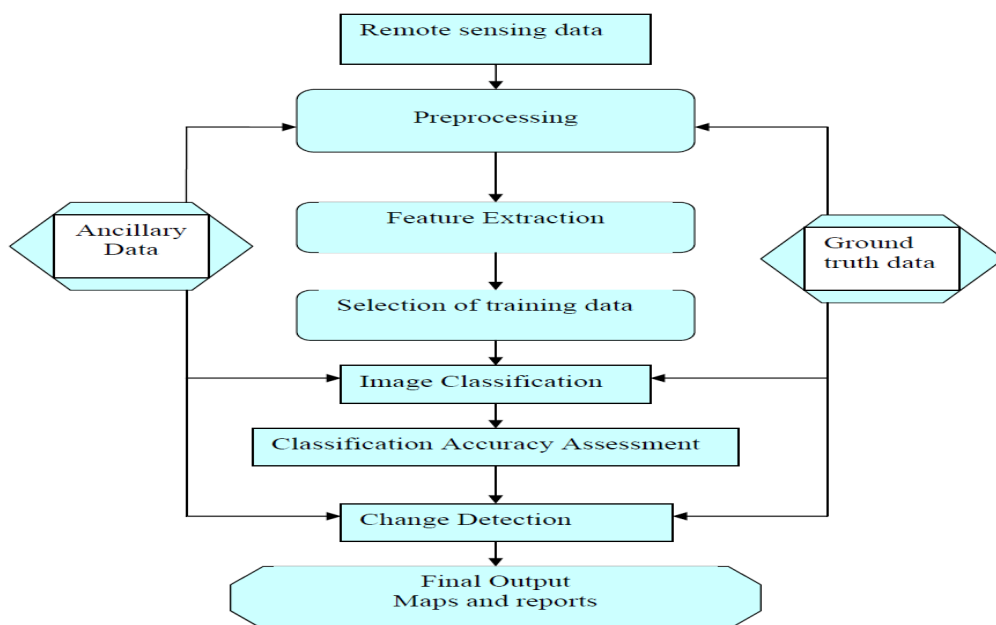 Remote sensing data
Preprocessing
Feature Extraction
Ancillary
Data
Ground
truth data
Selection of training data
Image Classification
Classification Accuracy Assessment
Change Detection
Final Output
Maps and reports